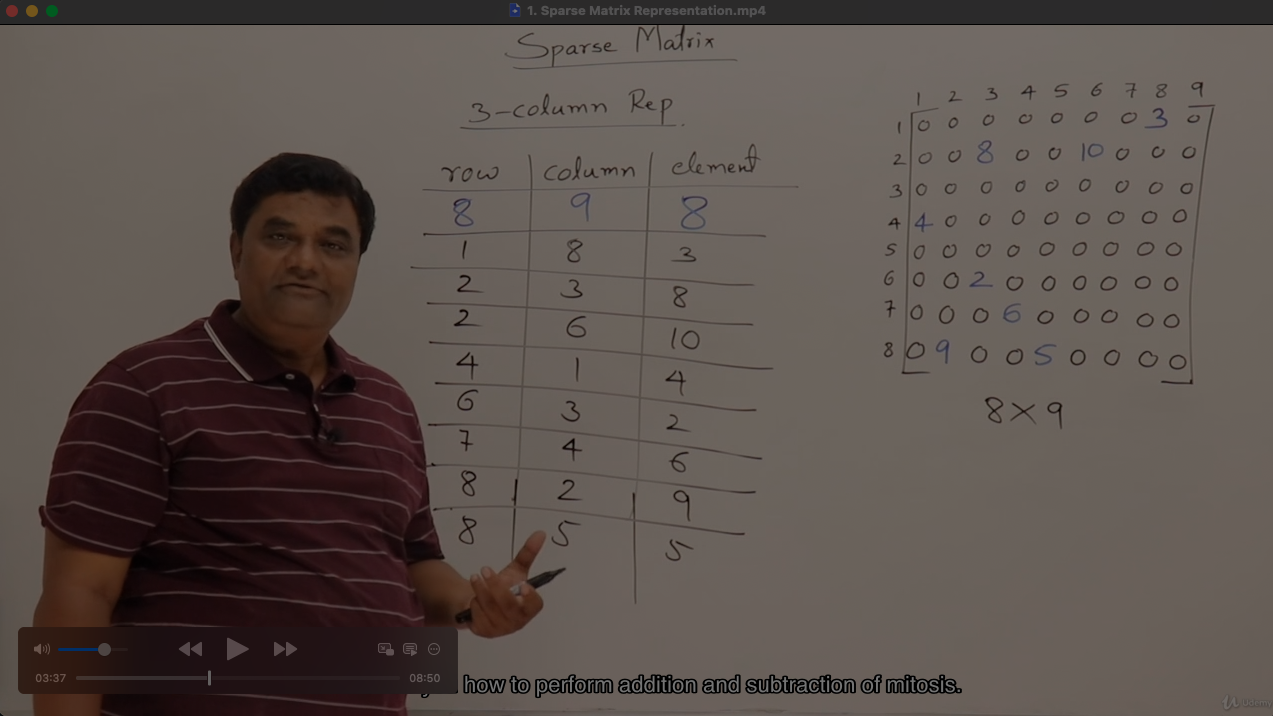 1. Sparse Matrix Representation.mp4
Sparse Matrix
3-column Rep
row column element
8 9 8
1 8 3
2 3 8
2 6 10
4 1 4
6 3 2
7 4 6
8 2 9
8 5 5
1 2 3 4 5 6 7 8 9
1 0 0 0 0 0 0 0 3 0
2 0 0 8 0 0 10 0 0 0
3 0 0 0 0 0 0 0 0 0
4 4 0 0 0 0 0 0 0 0
5 0 0 0 0 0 0 0 0 0
6 0 0 2 0 0 0 0 0 0
7 0 0 0 6 0 0 0 0 0
8 0 9 0 0 5 0 0 0 0
8 × 9
03:37 08:50
how to perform addition and subtraction of mitosis.
Udemy